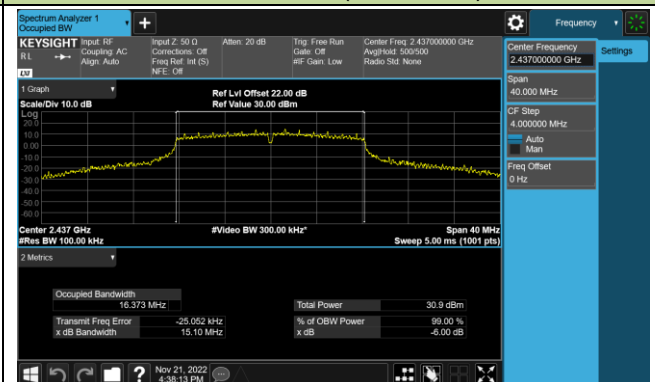 Spectrum Analyzer 1
Occupied BW
+
Frequency
KEYSIGHT
Input: RF
Coupling: AC
Align: Auto
Input Z: 50 Ω
Corrections: Off
Freq Ref: Int (S)
NFE: Off
Atten: 20 dB
Trig: Free Run
Gate: Off
#IF Gain: Low
Center Freq: 2.437000000 GHz
Avg|Hold: 500/500
Radio Std: None
RL
LXI
Center Frequency
2.437000000 GHz
Settings
Span
40.000 MHz
CF Step
4.000000 MHz
Auto
Man
Freq Offset
0 Hz
1 Graph
Scale/Div 10.0 dB
Ref Lvl Offset 22.00 dB
Ref Value 30.00 dBm
Log
20.0
10.0
0.00
-10.0
-20.0
-30.0
-40.0
-50.0
-60.0
Center 2.437 GHz
#Video BW 300.00 kHz*
Span 40 MHz
#Res BW 100.00 kHz
Sweep 5.00 ms (1001 pts)
2 Metrics
Occupied Bandwidth
16.373 MHz
Total Power 30.9 dBm
Transmit Freq Error -25.052 kHz
% of OBW Power 99.00 %
x dB Bandwidth 15.10 MHz
x dB -6.00 dB
?
Nov 21, 2022
4:38:13 PM